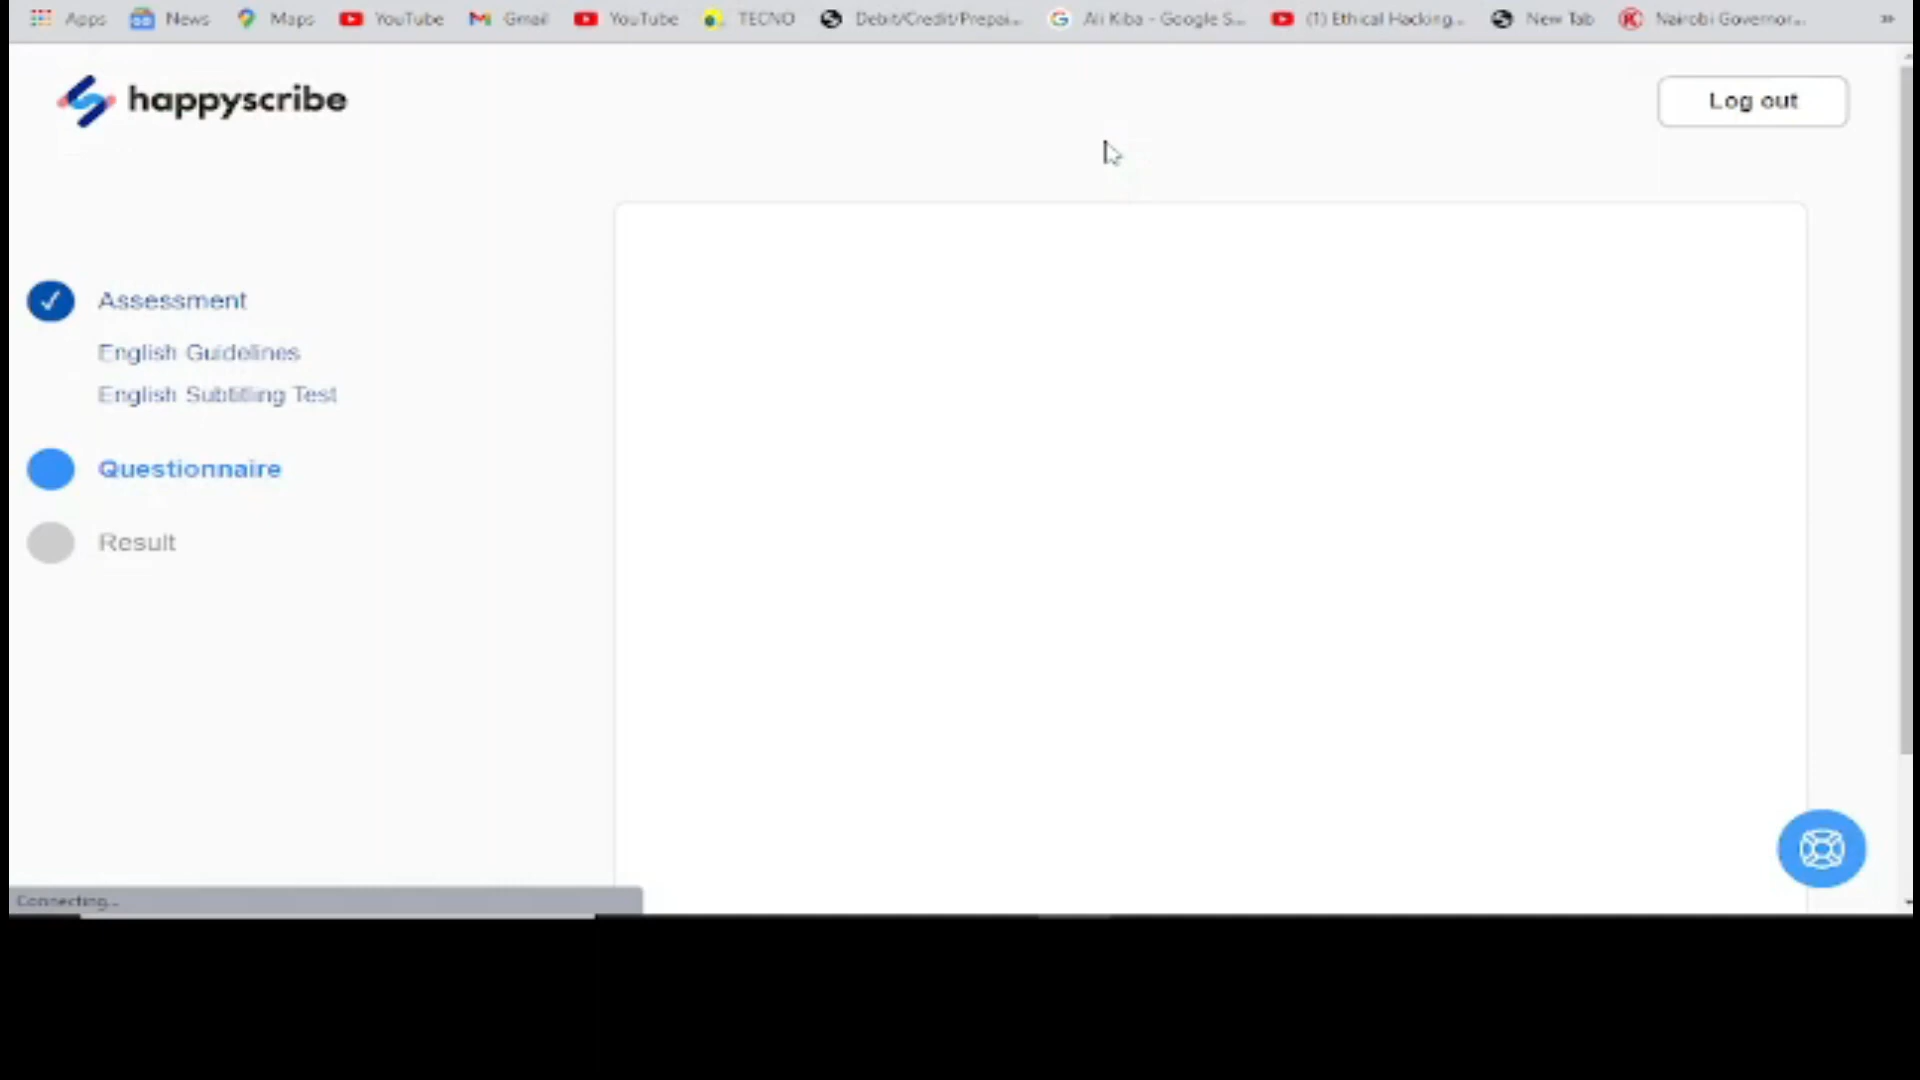 Apps News Maps YouTube Gmail YouTube TECNO Debit/Credit/Prepai... Ali Kiba - Google S... (1) Ethical Hacking... New Tab Nairobi Governor... »
happyscribe
Log out
Assessment
English Guidelines
English Subtitling Test
Questionnaire
Result
Connecting...